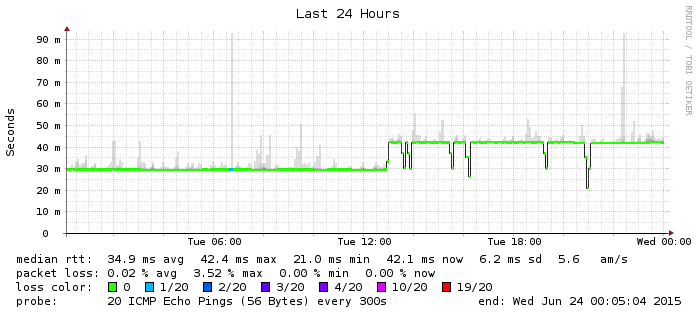 Last 24 Hours
RRDTOOL / TOBI OETIKER
Seconds
90 m
80 m
70 m
60 m
50 m
40 m
30 m
20 m
10 m
0
Tue 06:00 Tue 12:00 Tue 18:00 Wed 00:00
median rtt: 34.9 ms avg 42.4 ms max 21.0 ms min 42.1 ms now 6.2 ms sd 5.6 am/s
packet loss: 0.02 % avg 3.52 % max 0.00 % min 0.00 % now
loss color: 0 1/20 2/20 3/20 4/20 10/20 19/20
probe: 20 ICMP Echo Pings (56 Bytes) every 300s end: Wed Jun 24 00:05:04 2015